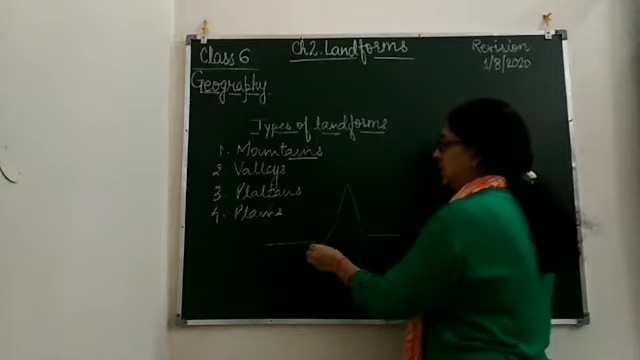 Class 6
Ch2. Landforms
Revision
1/8/2020
Geography
Types of landforms
1. Mountains
2 Valleys
3. Plateaus
4. Plains